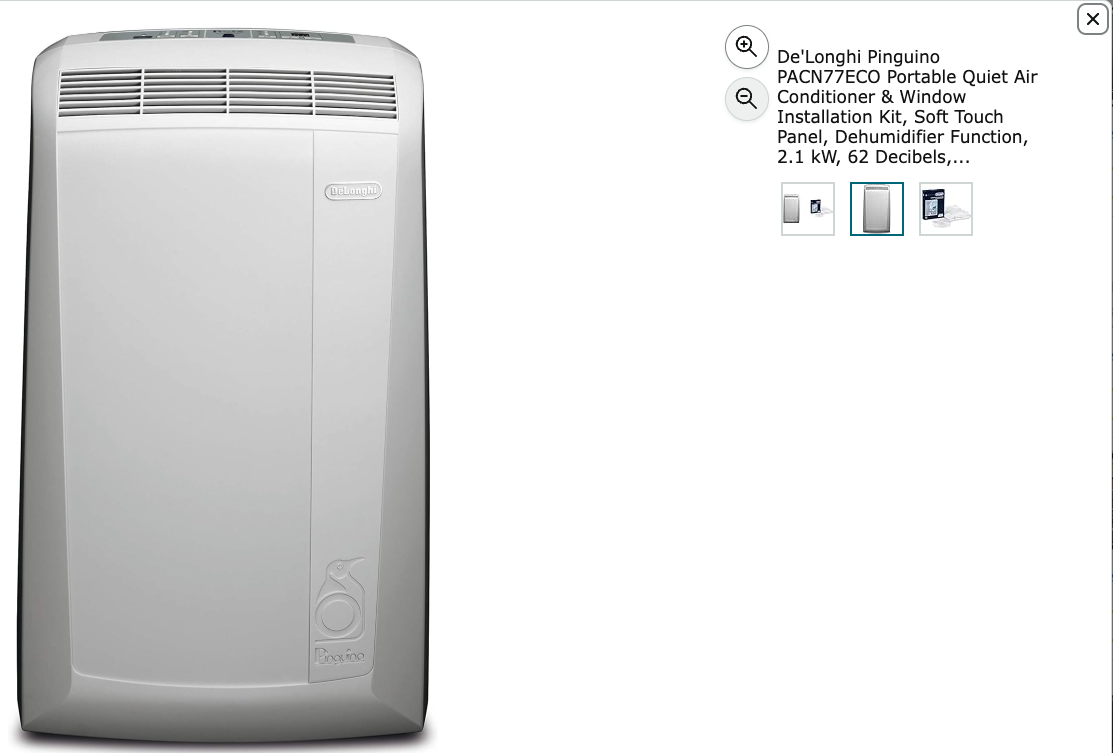 De'Longhi Pinguino
PACN77ECO Portable Quiet Air
Conditioner & Window
Installation Kit, Soft Touch
Panel, Dehumidifier Function,
2.1 kW, 62 Decibels,...
DeLonghi
Pinguino